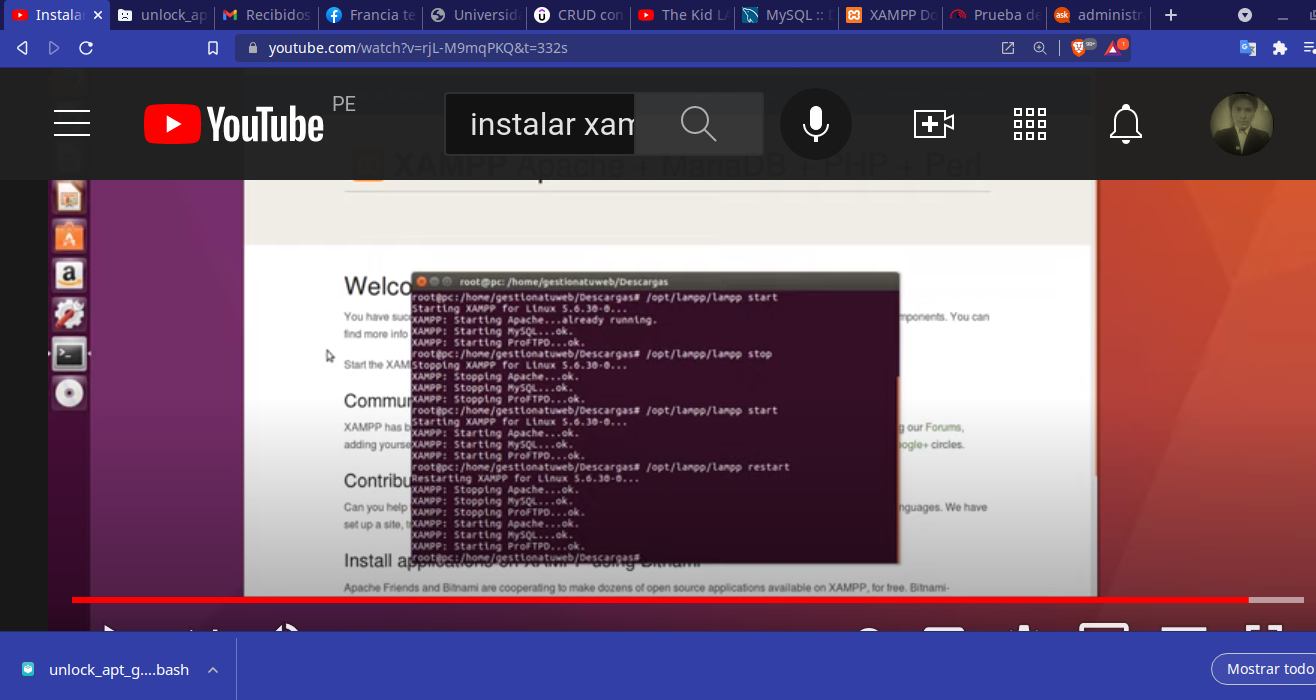 Instalar
unlock_ap
Recibidos
Francia te
Universida
CRUD con
The Kid LA
MySQL :: D
XAMPP Do
Prueba de
ask
administra
youtube.com/watch?v=rjL-M9mqPKQ&t=332s
YouTube
PE
instalar xam
XAMPP Apache + MariaDB + PHP + Perl
root@pc: /home/gestionatuweb/Descargas
Welco
root@pc:/home/gestionatuweb/Descargas# /opt/lampp/lampp start
Starting XAMPP for Linux 5.6.30-0...
You have suc
XAMPP: Starting Apache...already running.
mponents. You can
find more info
XAMPP: Starting MySQL...ok.
XAMPP: Starting ProFTPD...ok.
root@pc:/home/gestionatuweb/Descargas# /opt/lampp/lampp stop
Start the XAM
Stopping XAMPP for Linux 5.6.30-0...
XAMPP: Stopping Apache...ok.
XAMPP: Stopping MySQL...ok.
Commun
XAMPP: Stopping ProFTPD...ok.
root@pc:/home/gestionatuweb/Descargas# /opt/lampp/lampp start
Starting XAMPP for Linux 5.6.30-0...
XAMPP has b
XAMPP: Starting Apache...ok.
g our Forums,
adding yourse
XAMPP: Starting MySQL...ok.
oogle+ circles.
XAMPP: Starting ProFTPD...ok.
root@pc:/home/gestionatuweb/Descargas# /opt/lampp/lampp restart
Contribu
Restarting XAMPP for Linux 5.6.30-0...
XAMPP: Stopping Apache...ok.
XAMPP: Stopping MySQL...ok.
Can you help
XAMPP: Stopping ProFTPD...ok.
nguages. We have
set up a site, t
XAMPP: Starting Apache...ok.
XAMPP: Starting MySQL...ok.
XAMPP: Starting ProFTPD...ok.
root@pc:/home/gestionatuweb/Descargas#
Install applications on XAMPP using Bitnami
Apache Friends and Bitnami are cooperating to make dozens of open source applications available on XAMPP, for free. Bitnami-
unlock_apt_g....bash
Mostrar todo